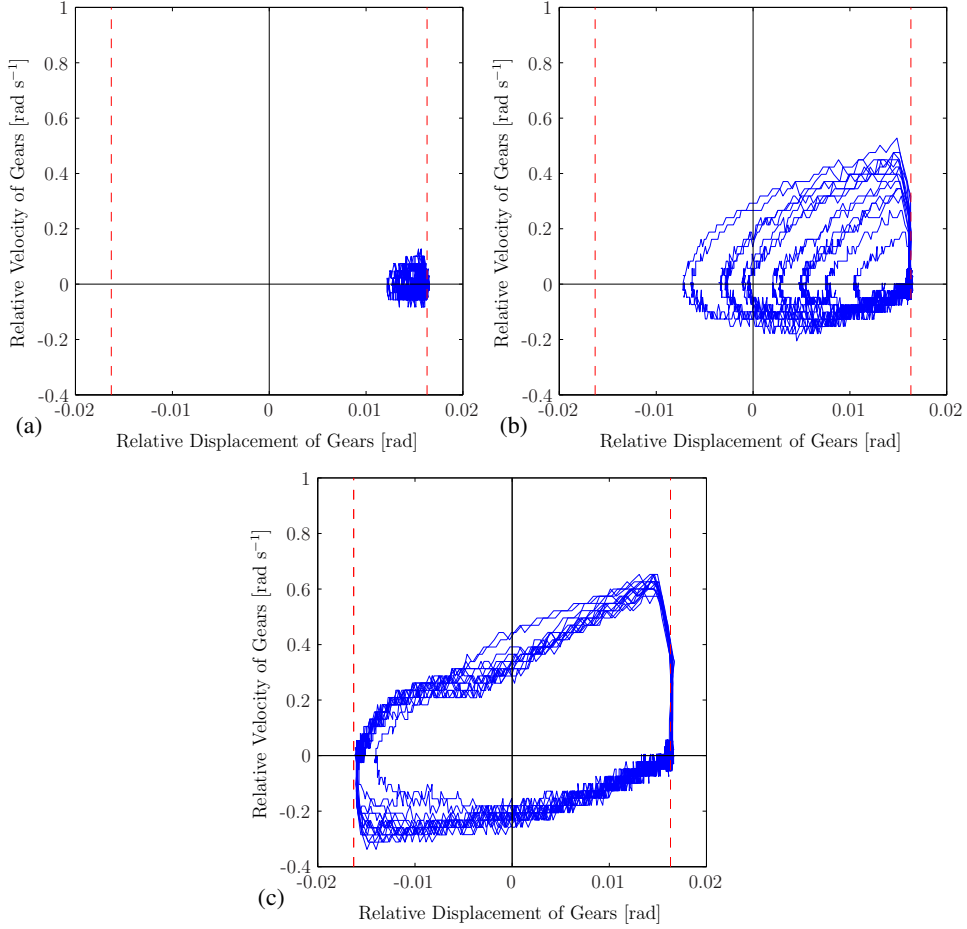 1
0.8
0.6
0.4
0.2
0
-0.2
-0.4
-0.02 -0.01 0 0.01 0.02
Relative Velocity of Gears [rad s⁻¹]
Relative Displacement of Gears [rad]
(a)
1
0.8
0.6
0.4
0.2
0
-0.2
-0.4
-0.02 -0.01 0 0.01 0.02
Relative Velocity of Gears [rad s⁻¹]
Relative Displacement of Gears [rad]
(b)
1
0.8
0.6
0.4
0.2
0
-0.2
-0.4
-0.02 -0.01 0 0.01 0.02
Relative Velocity of Gears [rad s⁻¹]
Relative Displacement of Gears [rad]
(c)